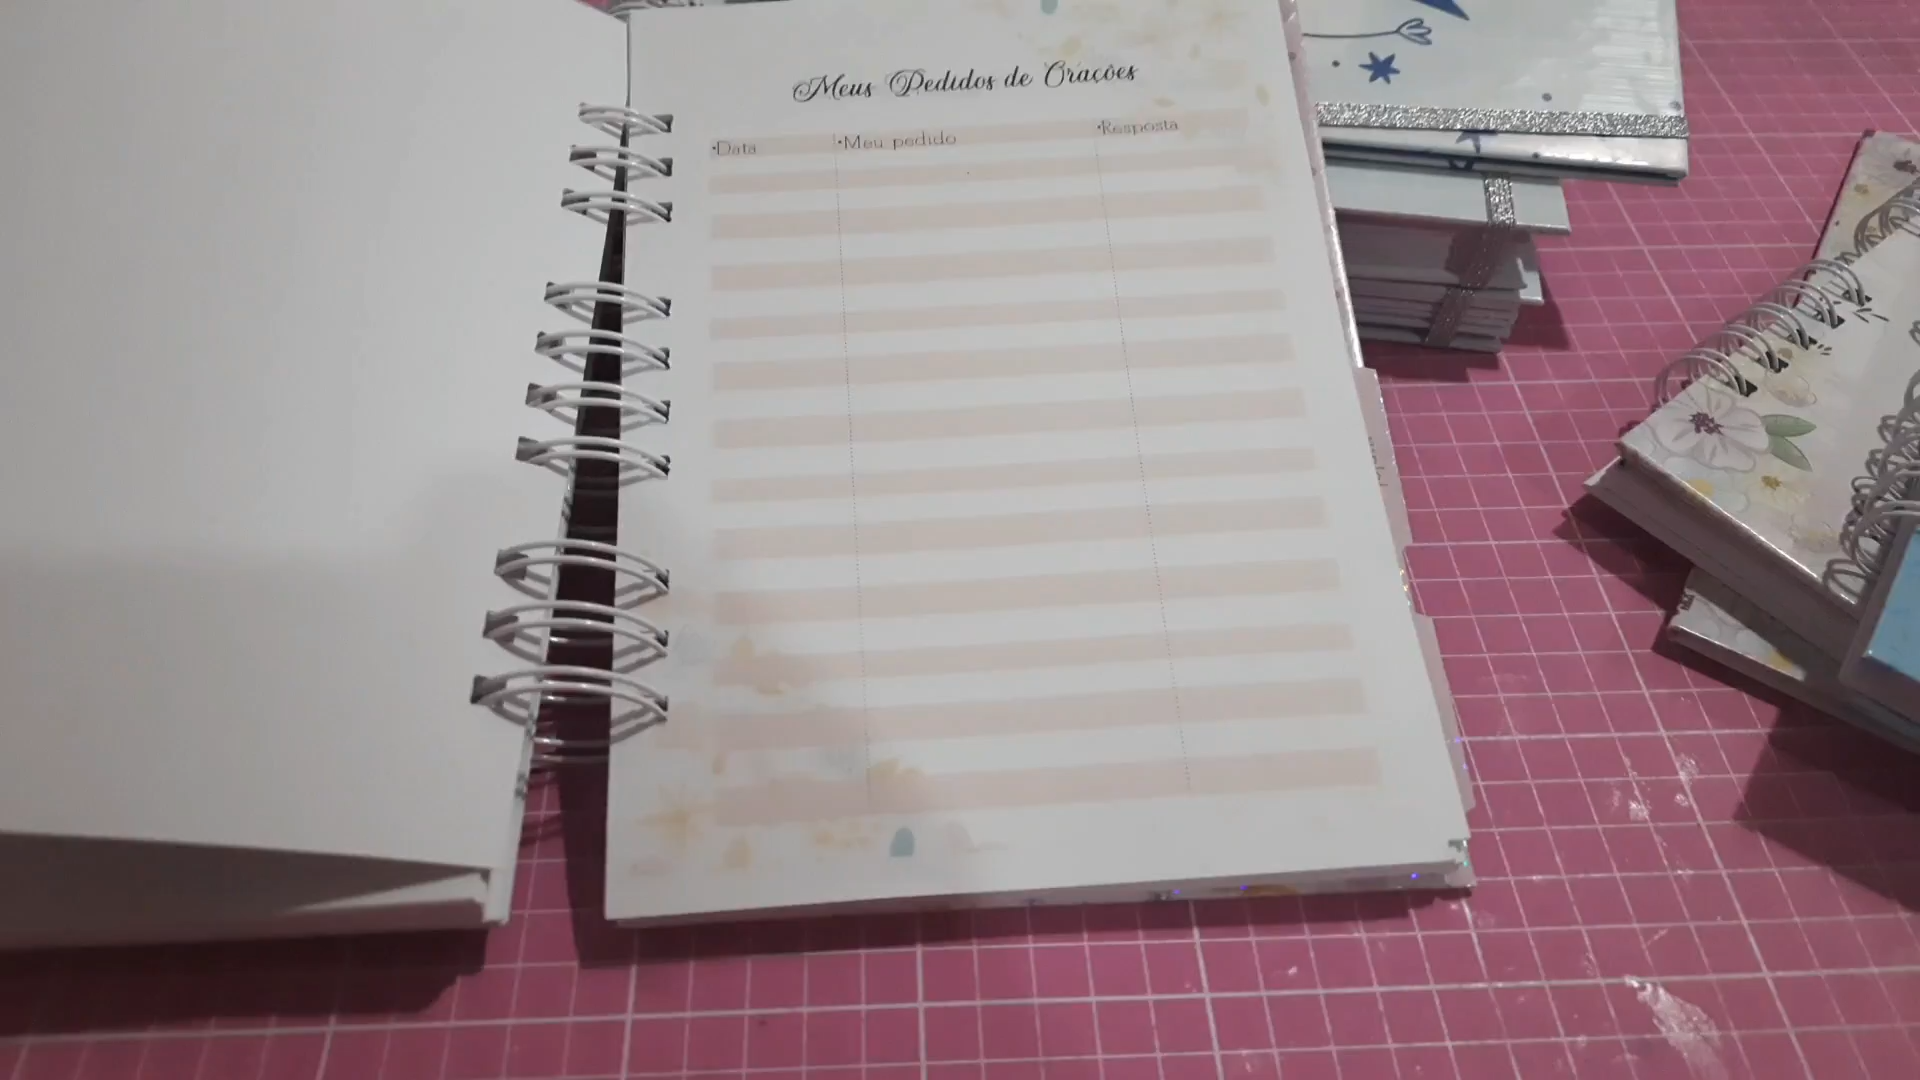 Meus Pedidos de Orações
•Data •Meu pedido •Resposta